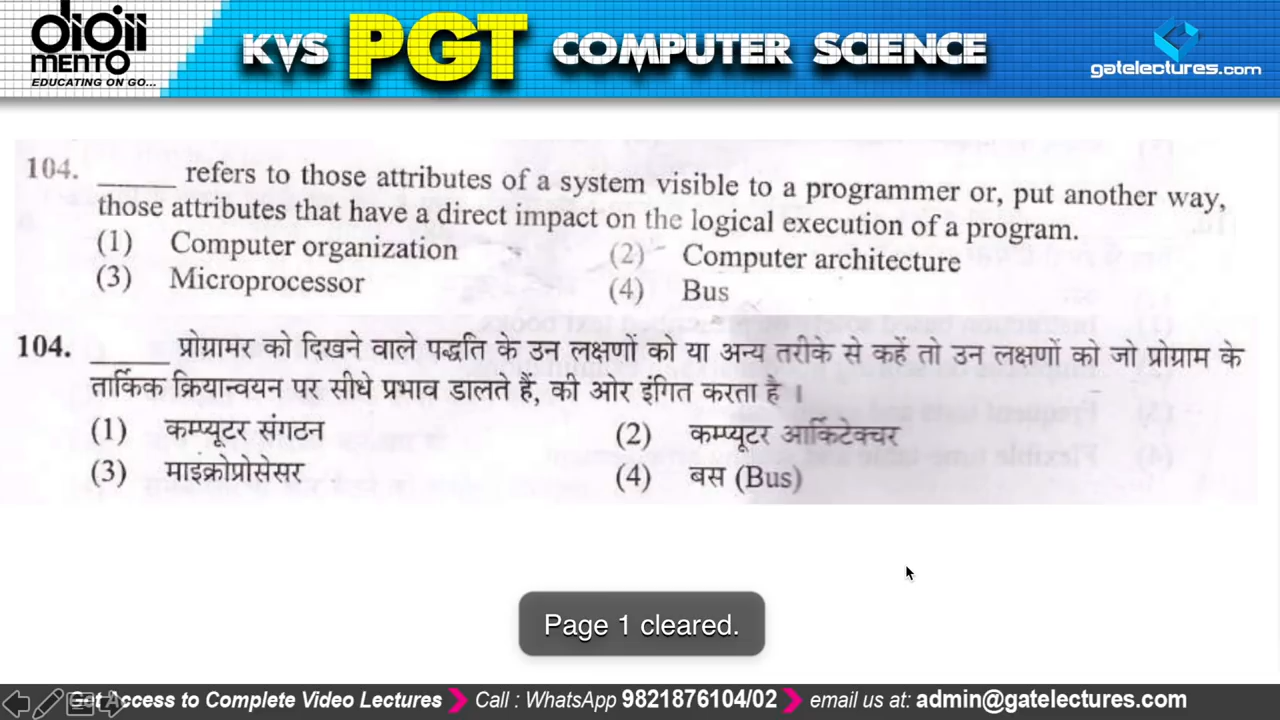 digii
MENTO
EDUCATING ON GO...
KVS PGT COMPUTER SCIENCE
gatelectures.com
104. ______ refers to those attributes of a system visible to a programmer or, put another way,
those attributes that have a direct impact on the logical execution of a program.
(1) Computer organization (2) Computer architecture
(3) Microprocessor (4) Bus
104. ______ प्रोग्रामर को दिखने वाले पद्धति के उन लक्षणों को या अन्य तरीके से कहें तो उन लक्षणों को जो प्रोग्राम के
तार्किक क्रियान्वयन पर सीधे प्रभाव डालते हैं, की ओर इंगित करता है ।
(1) कम्प्यूटर संगठन (2) कम्प्यूटर आर्किटेक्चर
(3) माइक्रोप्रोसेसर (4) बस (Bus)
Page 1 cleared.
Get Access to Complete Video Lectures Call : WhatsApp 9821876104/02 email us at: admin@gatelectures.com